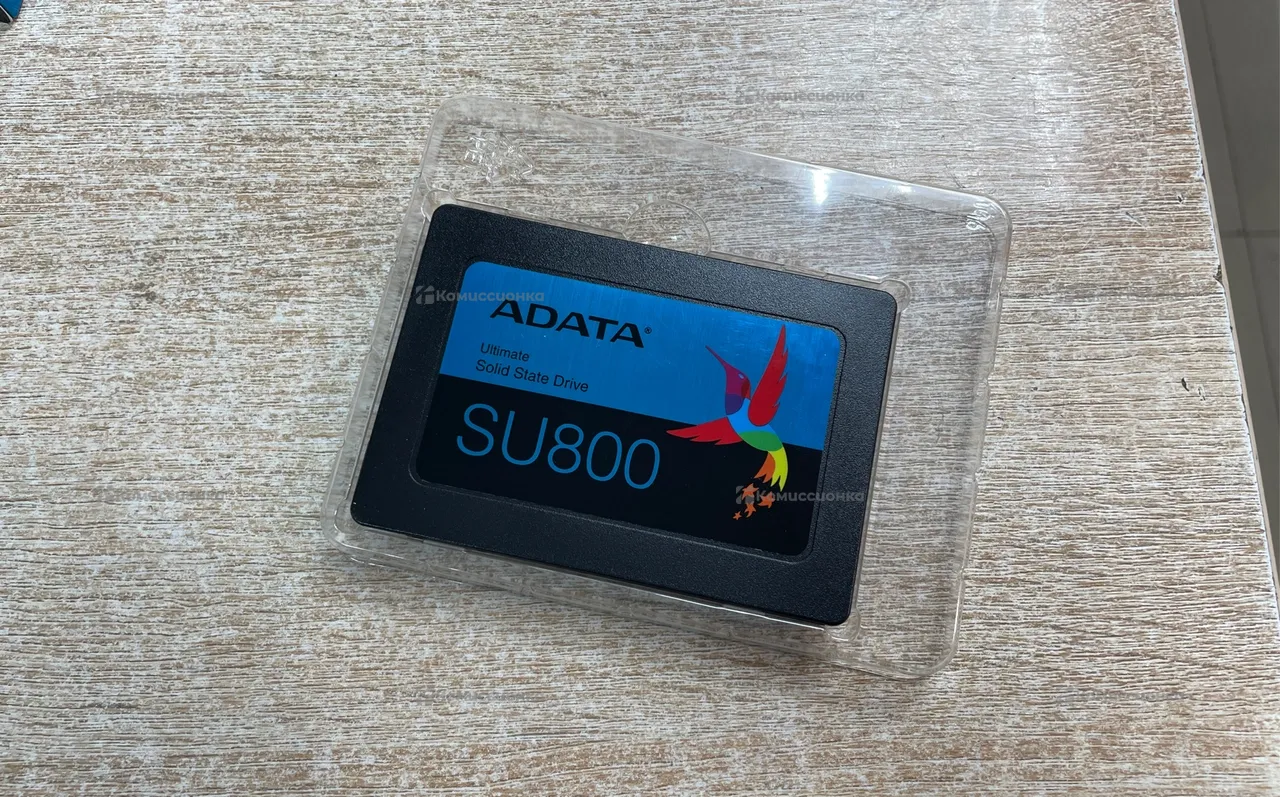 Комиссионка
Комиссионка
ADATA®
Ultimate
Solid State Drive
SU800
Комиссионка